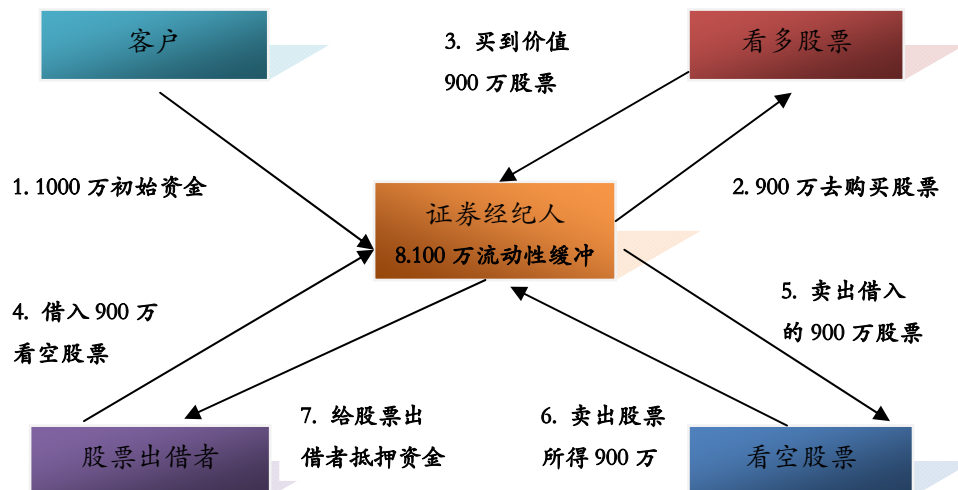 客户
3. 买到价值
900 万股票
看多股票
1. 1000 万初始资金
2. 900 万去购买股票
证券经纪人
8.100 万流动性缓冲
4. 借入 900 万
看空股票
5. 卖出借入
的 900 万股票
7. 给股票出
借者抵押资金
6. 卖出股票
所得 900 万
股票出借者
看空股票